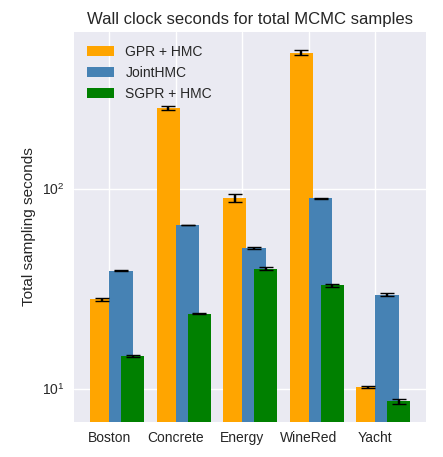 Wall clock seconds for total MCMC samples
GPR + HMC
JointHMC
SGPR + HMC
Total sampling seconds
10²
10¹
Boston Concrete Energy WineRed Yacht